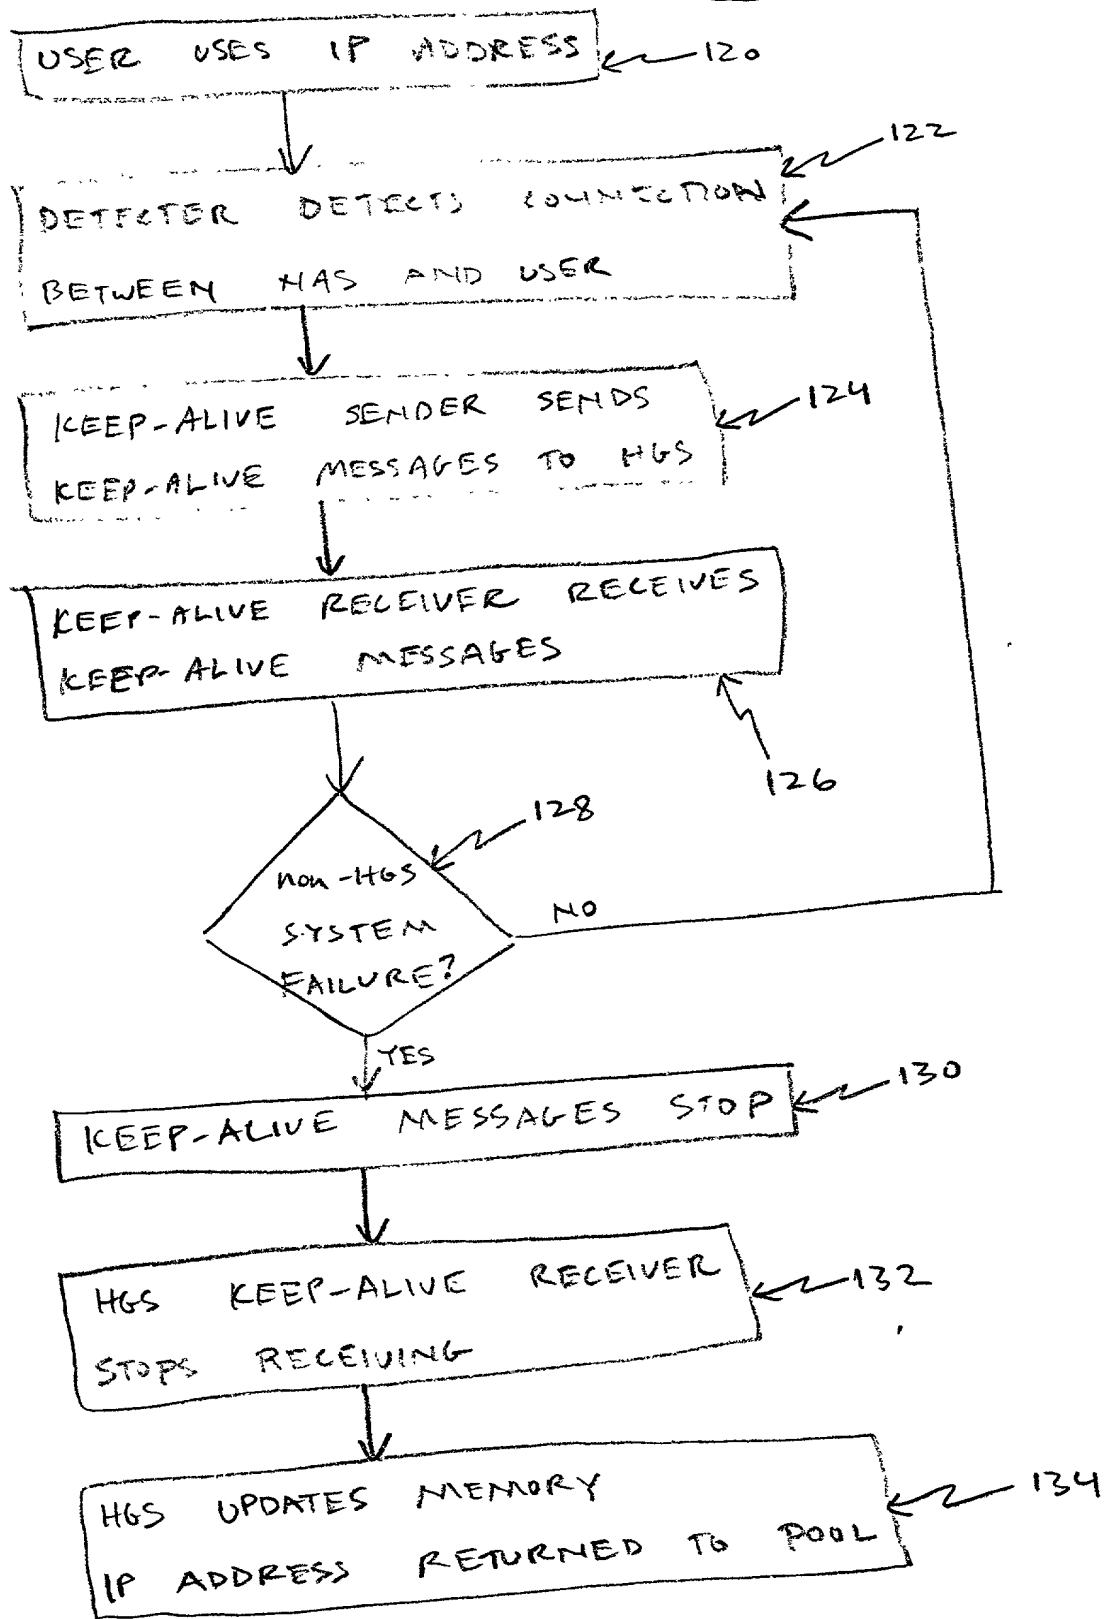 USER USES IP ADDRESS
120
122
DETECTER DETECTS CONNECTION
BETWEEN NAS AND USER
124
KEEP-ALIVE SENDER SENDS
KEEP-ALIVE MESSAGES TO HGS
KEEP-ALIVE RECEIVER RECEIVES
KEEP-ALIVE MESSAGES
126
128
non-HGS
SYSTEM
FAILURE?
NO
YES
130
KEEP-ALIVE MESSAGES STOP
HGS KEEP-ALIVE RECEIVER
132
STOPS RECEIVING
HGS UPDATES MEMORY
134
IP ADDRESS RETURNED TO POOL